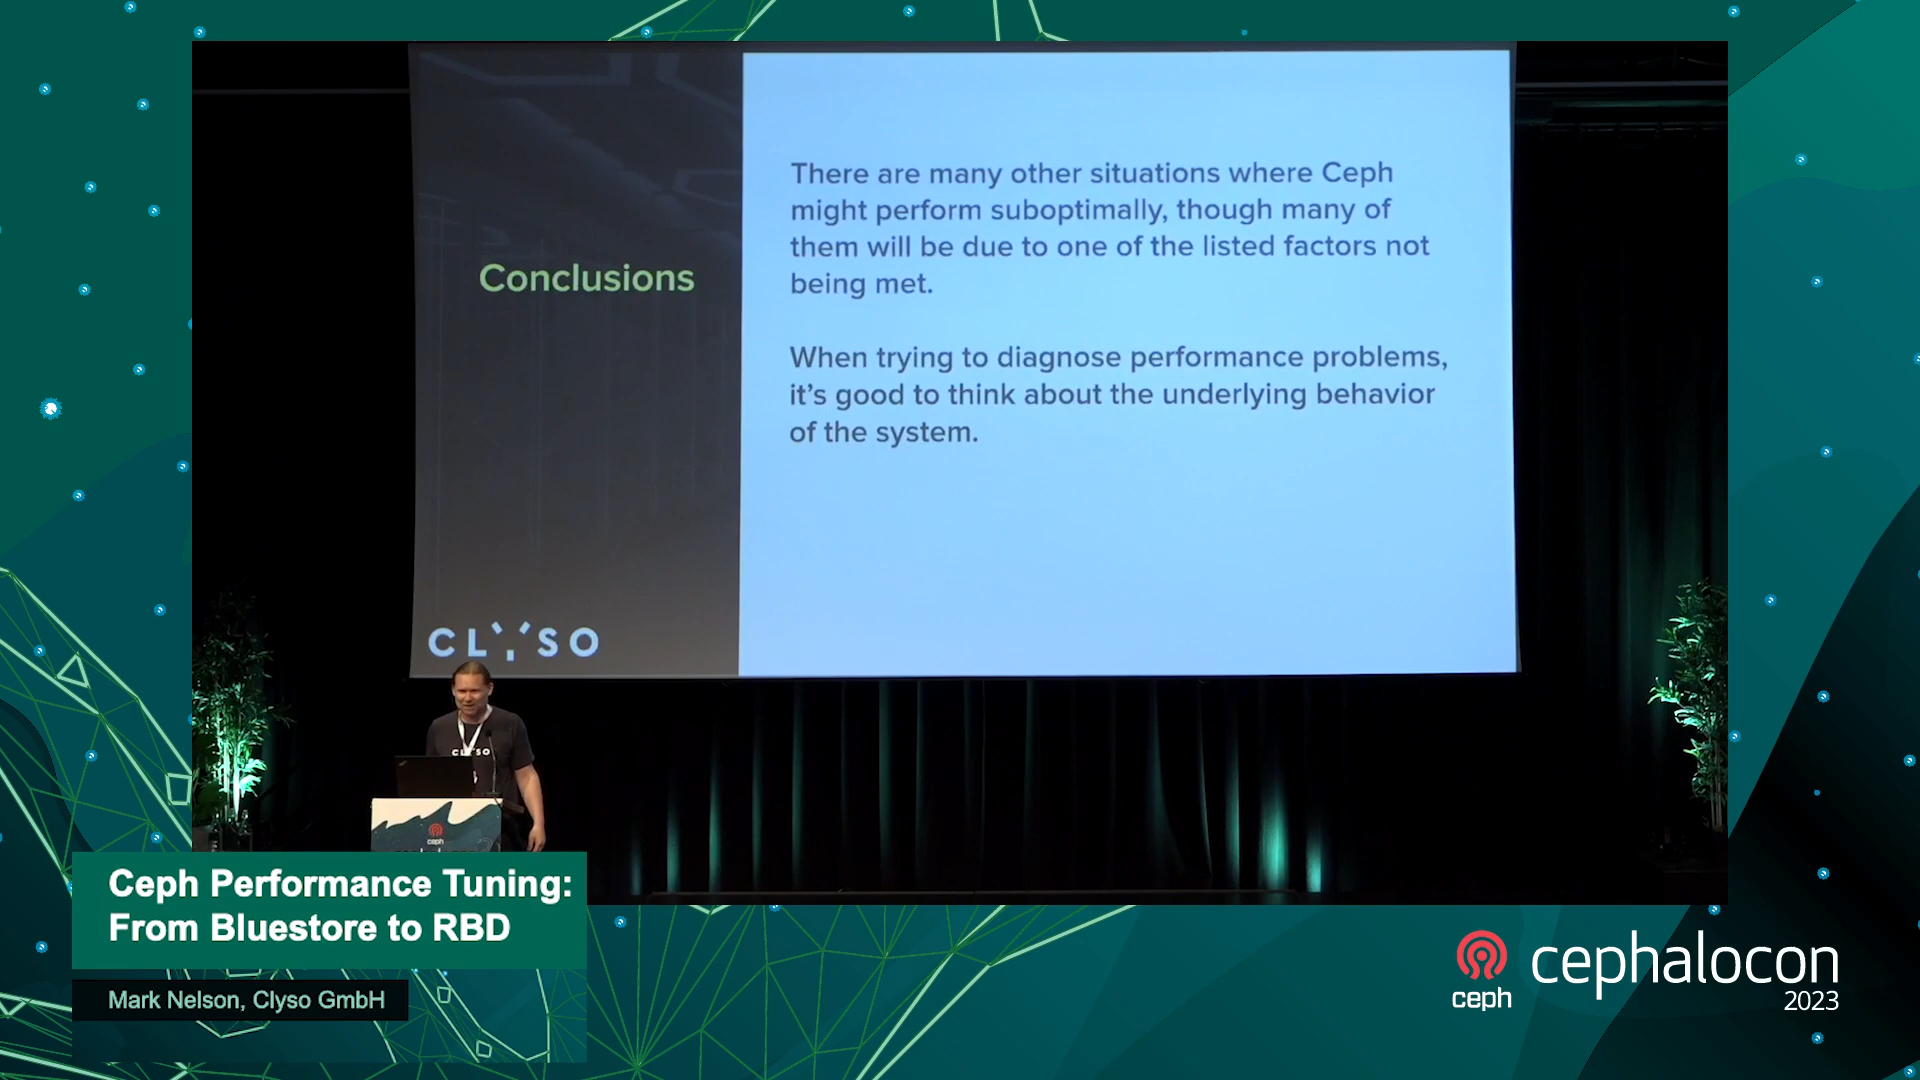 Conclusions
There are many other situations where Ceph
might perform suboptimally, though many of
them will be due to one of the listed factors not
being met.
When trying to diagnose performance problems,
it's good to think about the underlying behavior
of the system.
CLYSO
CLYSO
ceph
Ceph Performance Tuning:
From Bluestore to RBD
Mark Nelson, Clyso GmbH
ceph
cephalocon
2023